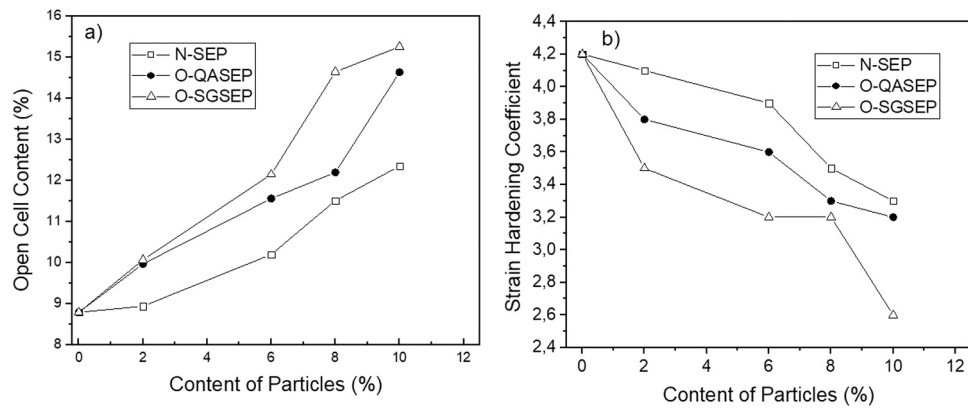 a)
N-SEP
O-QASEP
O-SGSEP
Open Cell Content (%)
16
15
14
13
12
11
10
9
8
0 2 4 6 8 10 12
Content of Particles (%)
b)
N-SEP
O-QASEP
O-SGSEP
Strain Hardening Coefficient
4,4
4,2
4,0
3,8
3,6
3,4
3,2
3,0
2,8
2,6
2,4
0 2 4 6 8 10 12
Content of Particles (%)